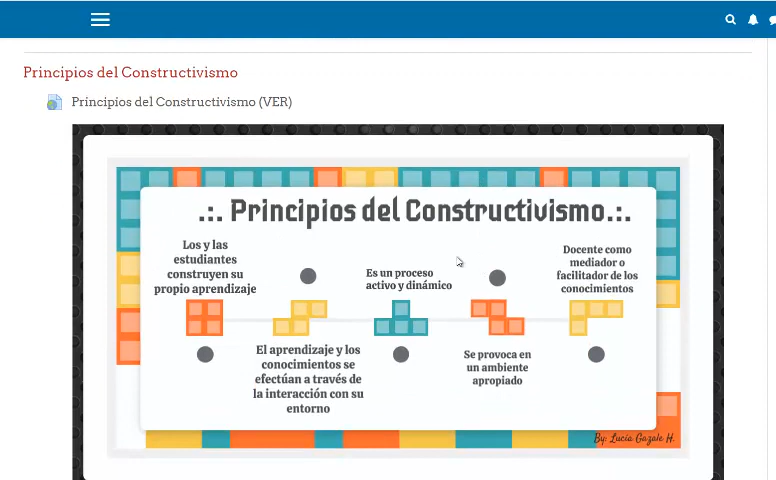 Principios del Constructivismo
Principios del Constructivismo (VER)
.:. Principios del Constructivismo.:.
Los y las
estudiantes
construyen su
propio aprendizaje
El aprendizaje y los
conocimientos se
efectúan a través de
la interacción con su
entorno
Es un proceso
activo y dinámico
Se provoca en
un ambiente
apropiado
Docente como
mediador o
facilitador de los
conocimientos
By: Lucía Gazale H.